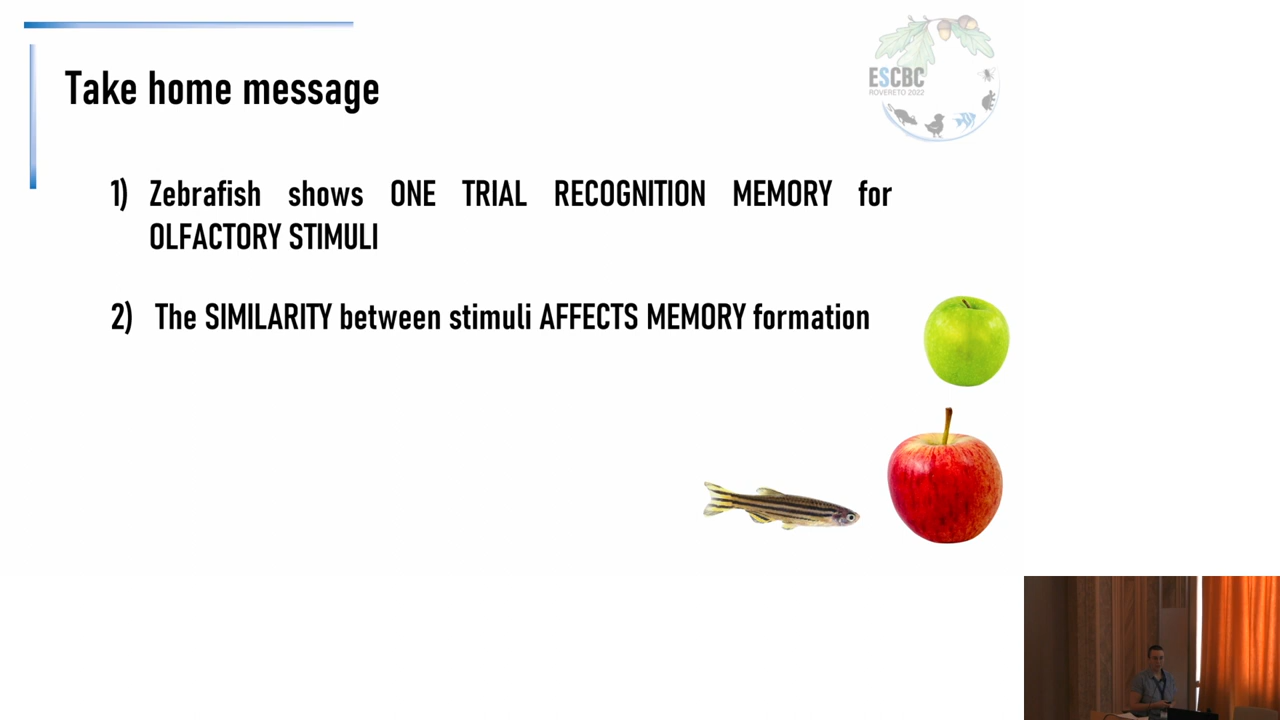 ESCBC
ROVERETO 2022
Take home message
1) Zebrafish shows ONE TRIAL RECOGNITION MEMORY for
OLFACTORY STIMULI
2) The SIMILARITY between stimuli AFFECTS MEMORY formation